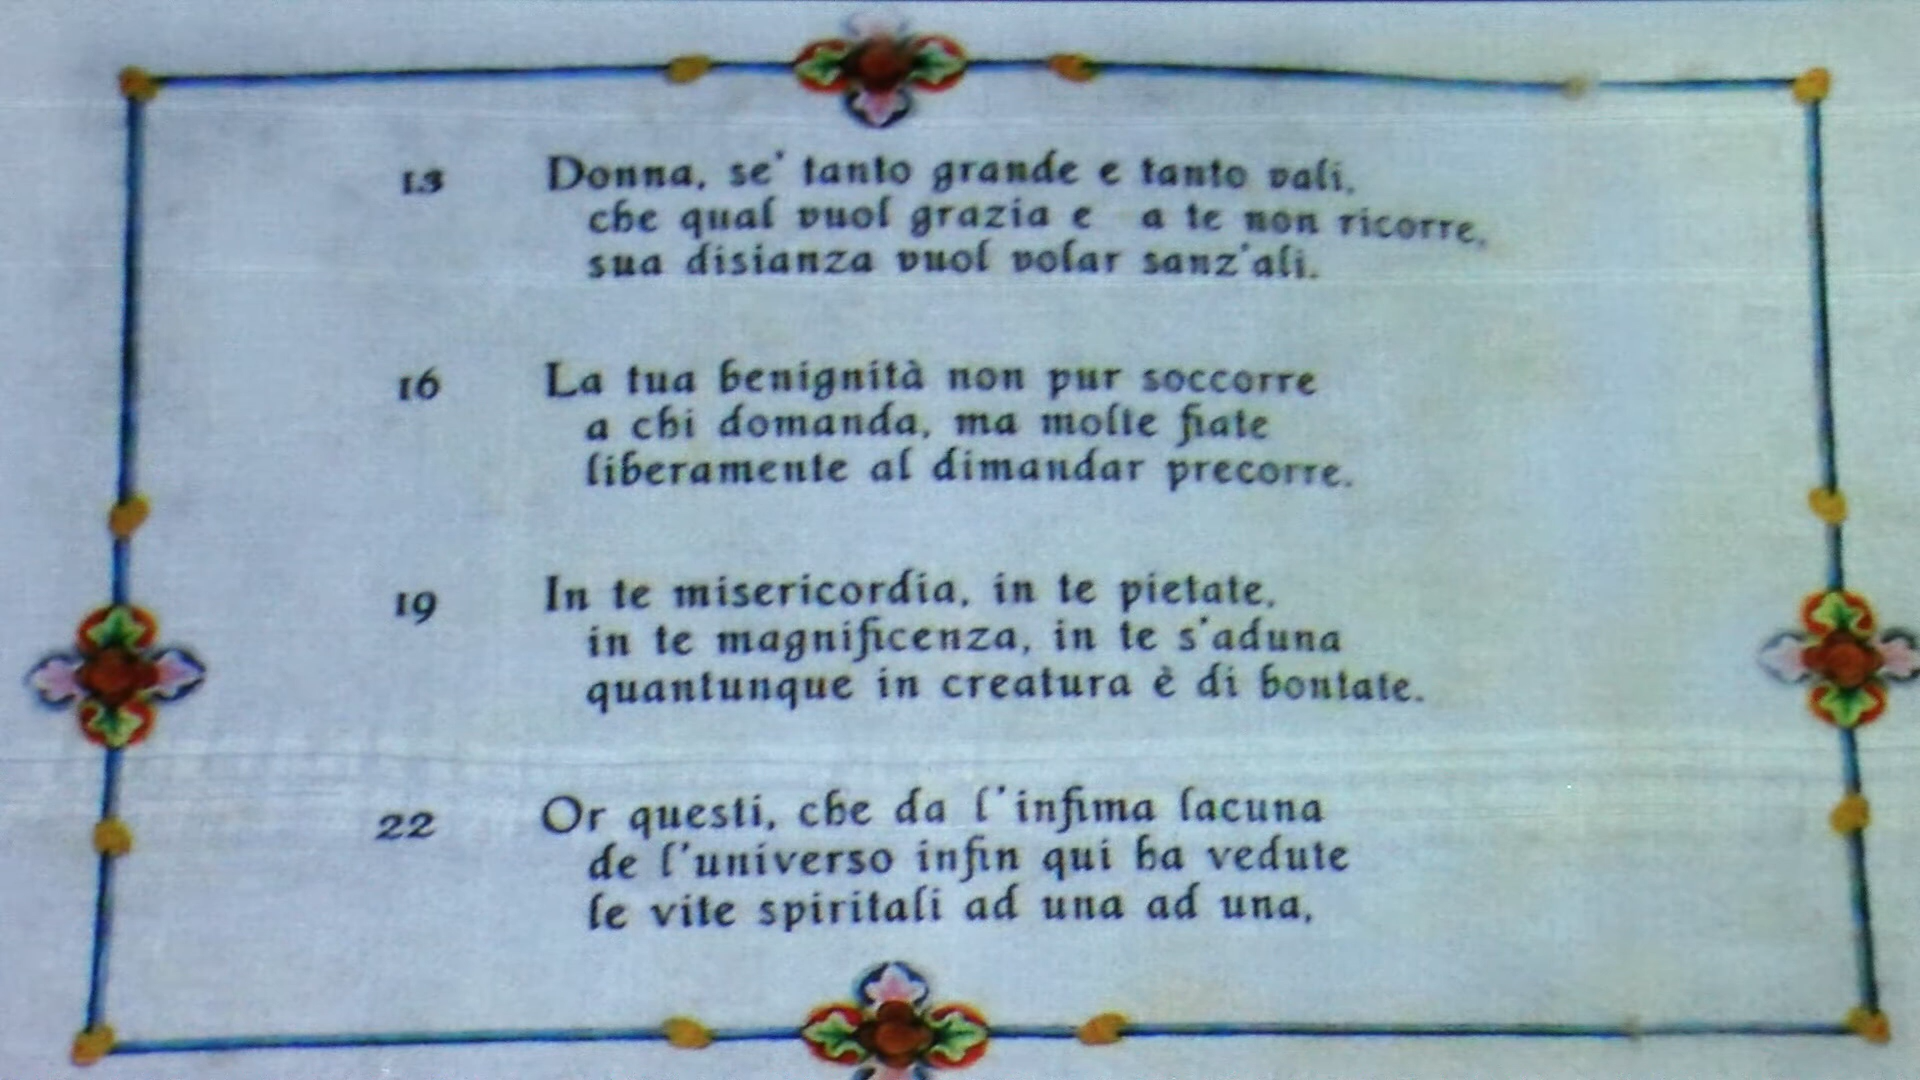 13 Donna, se' tanto grande e tanto vali,
che qual vuol grazia e a te non ricorre,
sua disianza vuol volar sanz'ali.
16 La tua benignità non pur soccorre
a chi domanda, ma molte fiate
liberamente al dimandar precorre.
19 In te misericordia, in te pietate,
in te magnificenza, in te s'aduna
quantunque in creatura è di bontate.
22 Or questi, che da l'infima lacuna
de l'universo infin qui ha vedute
le vite spiritali ad una ad una,